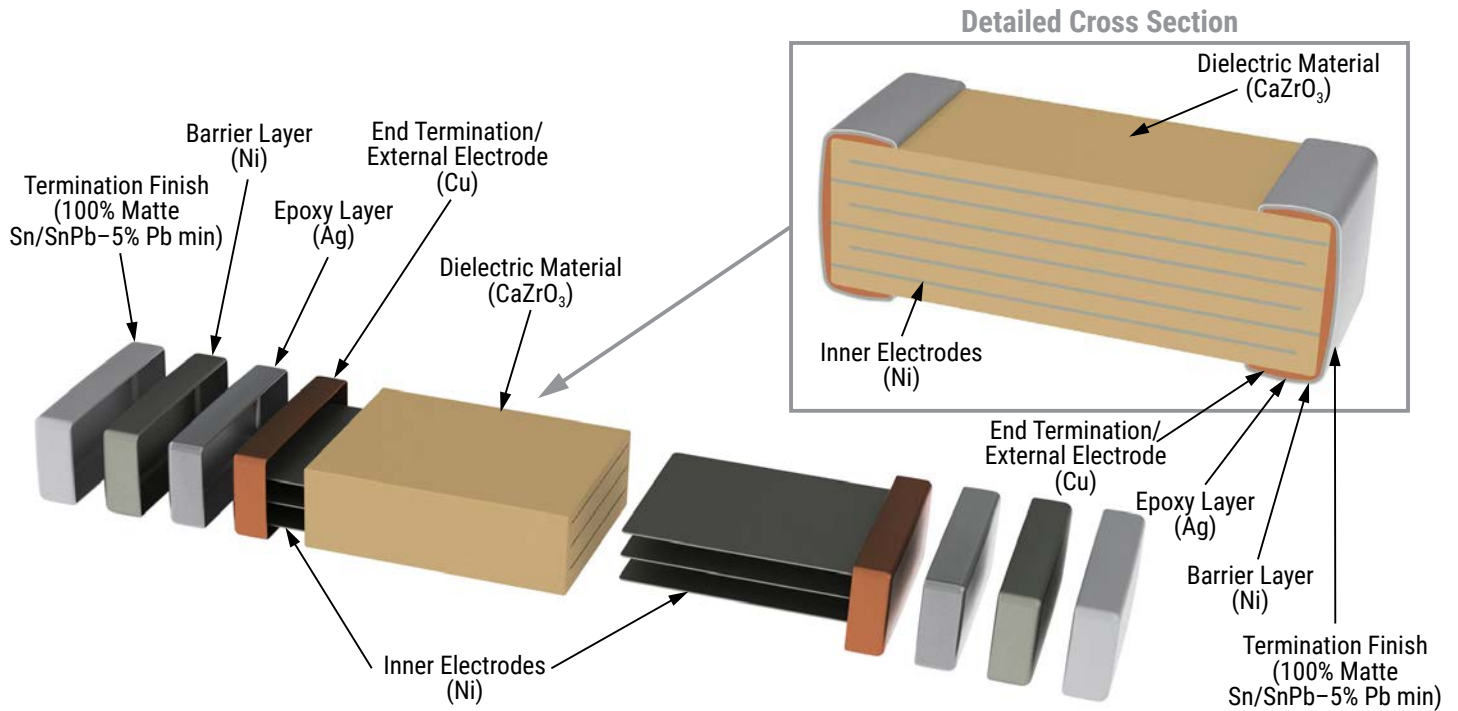 Detailed Cross Section
Dielectric Material
(CaZrO₃)
Inner Electrodes
(Ni)
End Termination/
External Electrode
(Cu)
Epoxy Layer
(Ag)
Barrier Layer
(Ni)
Termination Finish
(100% Matte
Sn/SnPb–5% Pb min)
Termination Finish
(100% Matte
Sn/SnPb–5% Pb min)
Barrier Layer
(Ni)
Epoxy Layer
(Ag)
End Termination/
External Electrode
(Cu)
Dielectric Material
(CaZrO₃)
Inner Electrodes
(Ni)